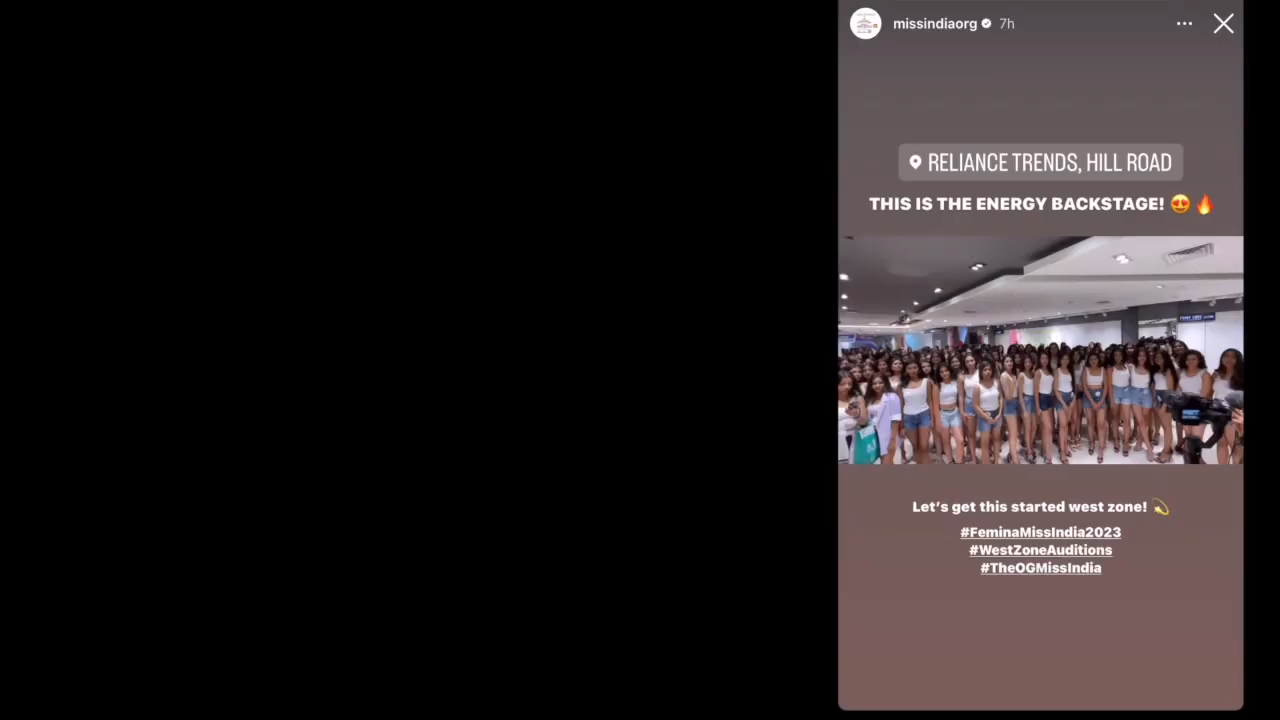 missindiaorg 7h
RELIANCE TRENDS, HILL ROAD
THIS IS THE ENERGY BACKSTAGE! 😍🔥
Let's get this started west zone! 💫
#FeminaMissIndia2023
#WestZoneAuditions
#TheOGMissIndia